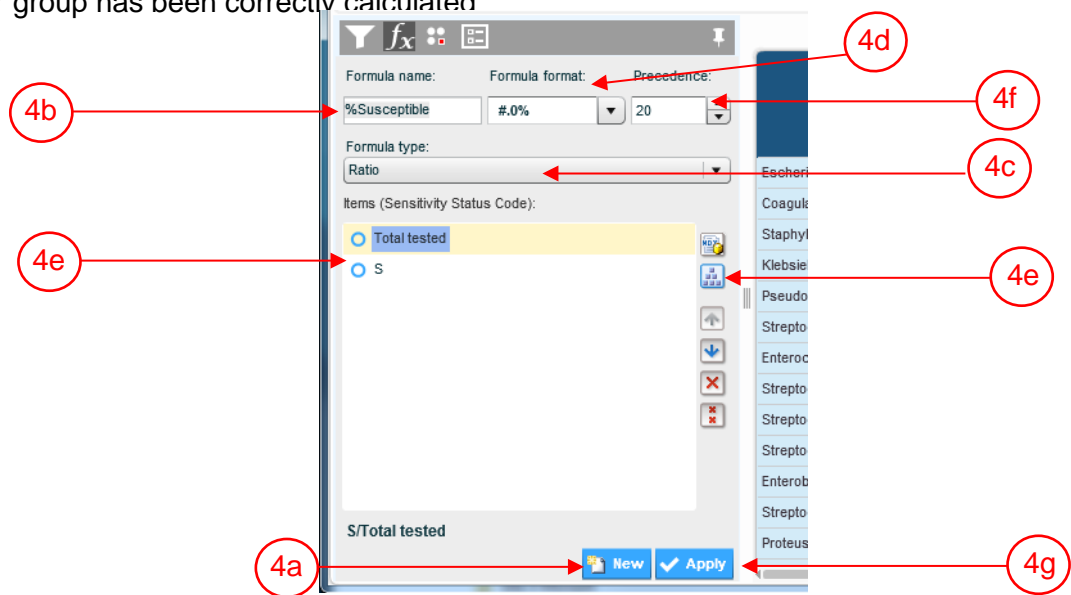 group has been correctly calculated
fx
4d
Formula name: Formula format: Precedence:
4b
%Susceptible #.0% 20
4f
Formula type:
Ratio
4c
Escheri
Items (Sensitivity Status Code):
Coagula
Total tested
Staphyl
4e
S
Klebsiel
4e
Pseudo
Strepto
Enteroc
Strepto
Strepto
Strepto
Enterob
Strepto
S/Total tested
Proteus
4a
New Apply
4g